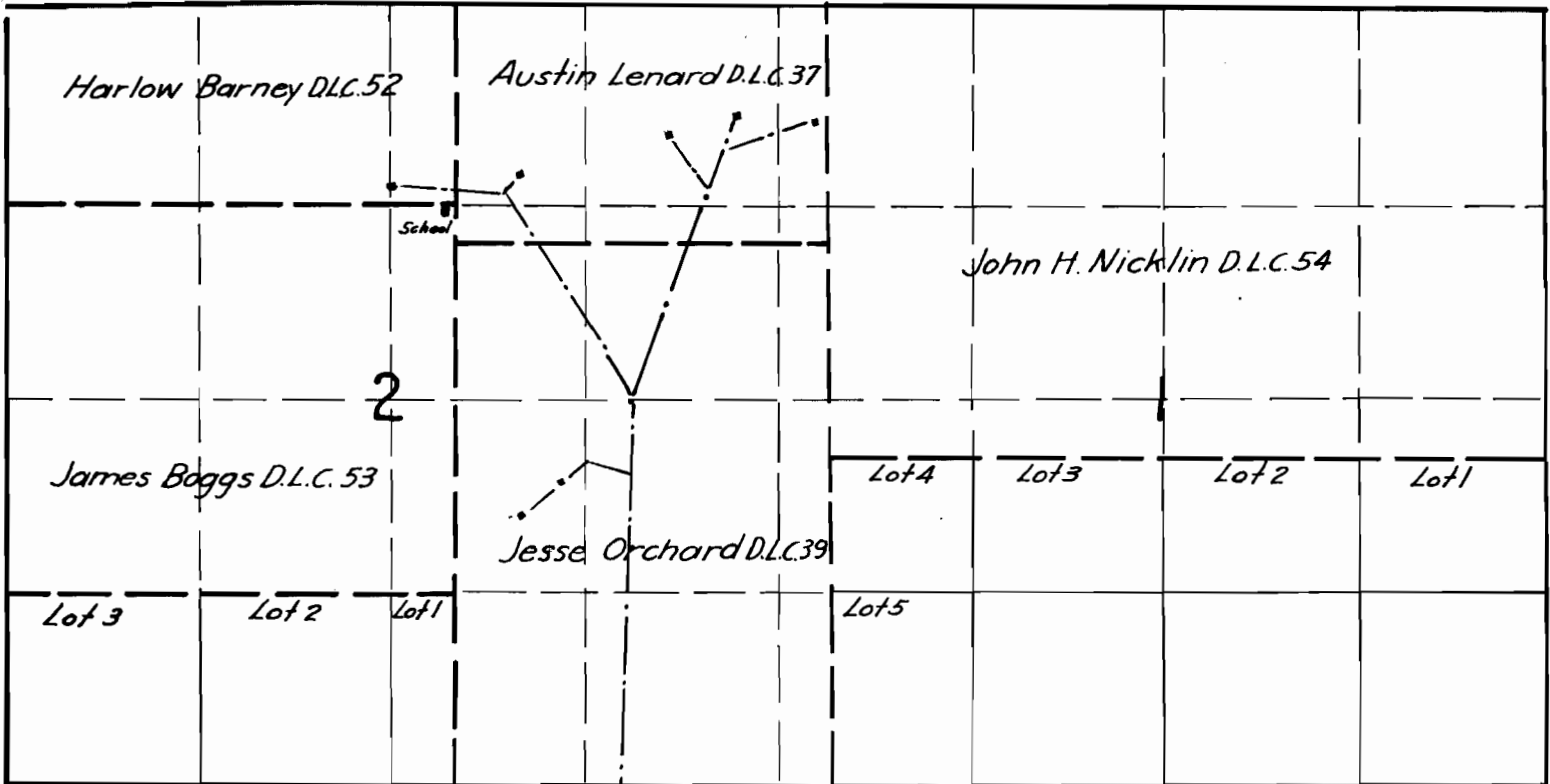 Harlow Barney D.L.C. 52
Austin Lenard D.L.C. 37
School
John H. Nicklin D.L.C. 54
2
1
James Boggs D.L.C. 53
Lot 4
Lot 3
Lot 2
Lot 1
Jesse Orchard D.L.C. 39
Lot 3
Lot 2
Lot 1
Lot 5